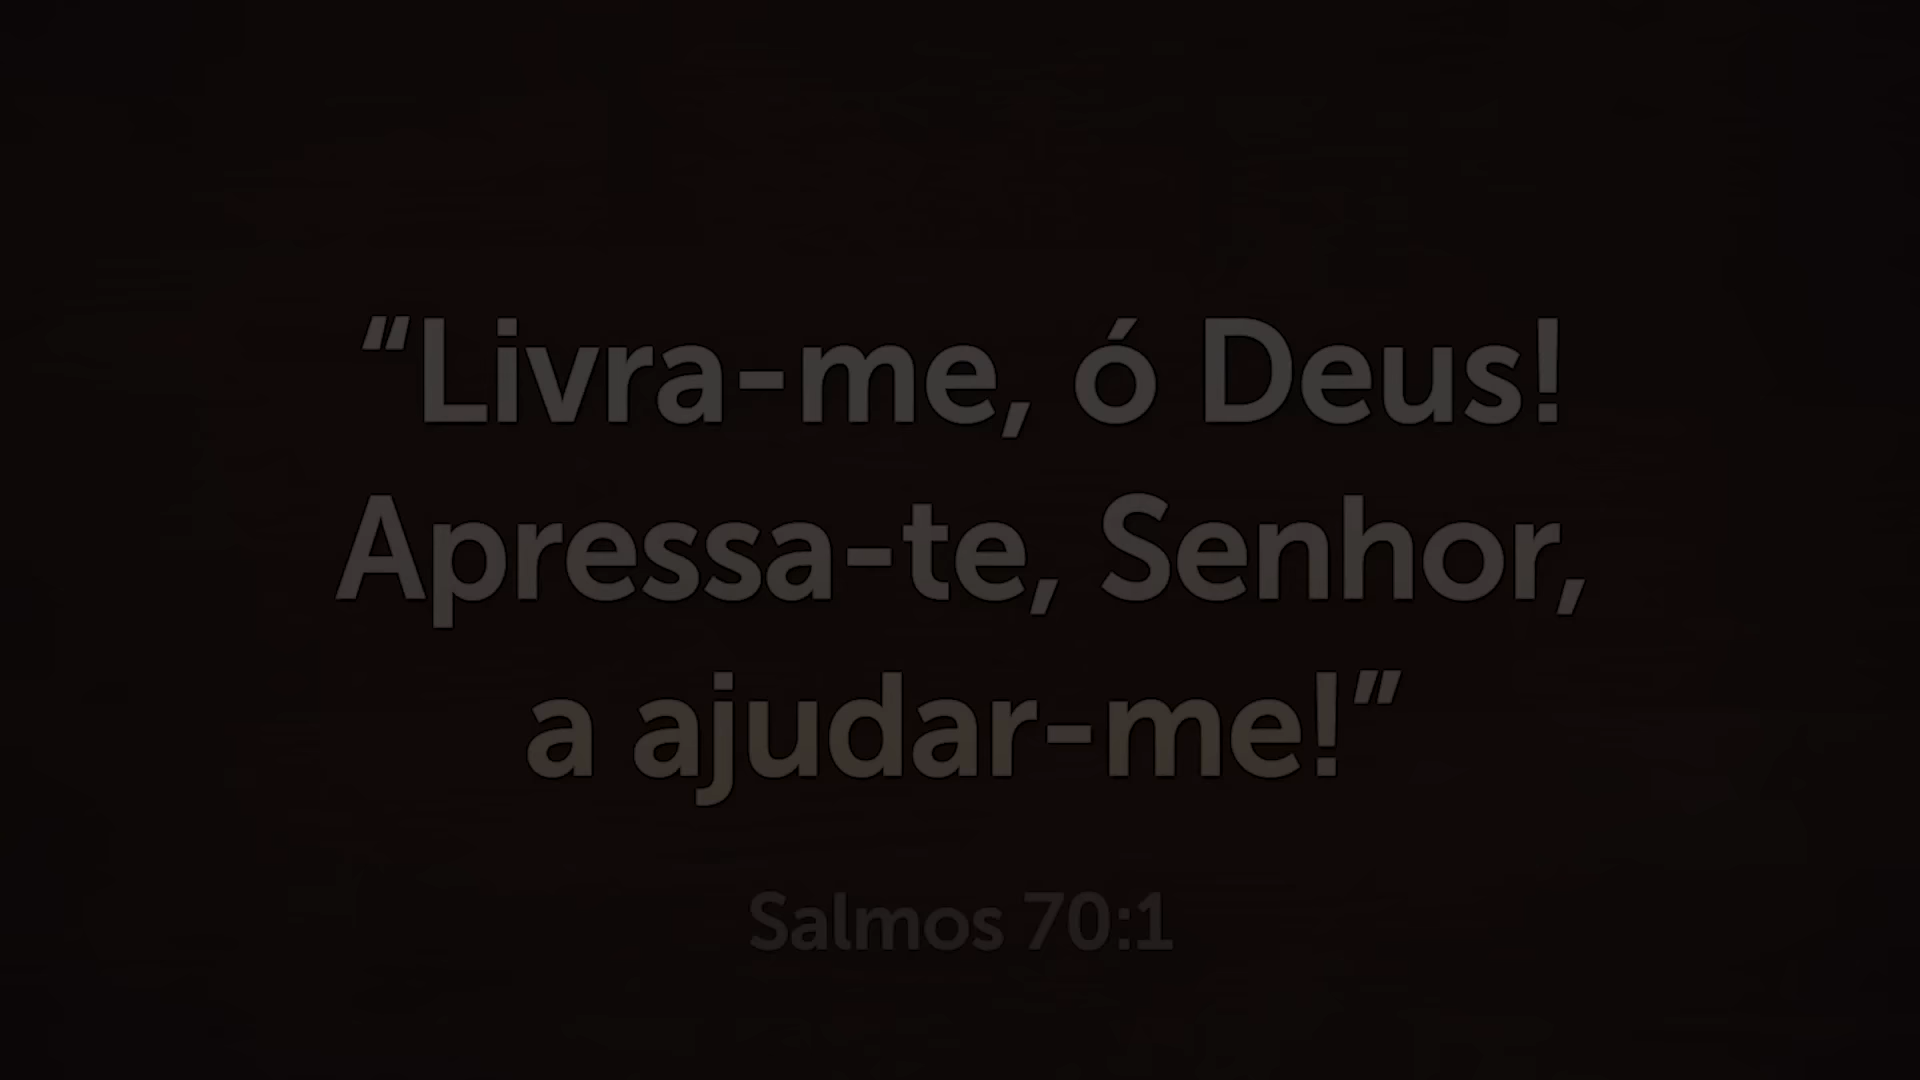 “Livra-me, ó Deus!
Apressa-te, Senhor,
a ajudar-me!”
Salmos 70:1